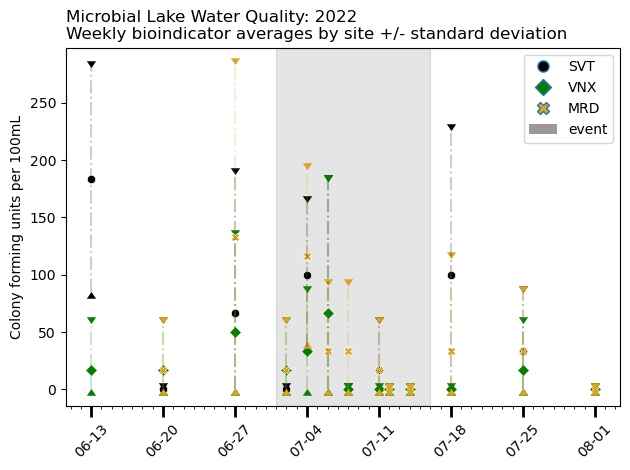 Microbial Lake Water Quality: 2022
Weekly bioindicator averages by site +/- standard deviation
SVT
VNX
MRD
event
Colony forming units per 100mL
250
200
150
100
50
0
06-13
06-20
06-27
07-04
07-11
07-18
07-25
08-01